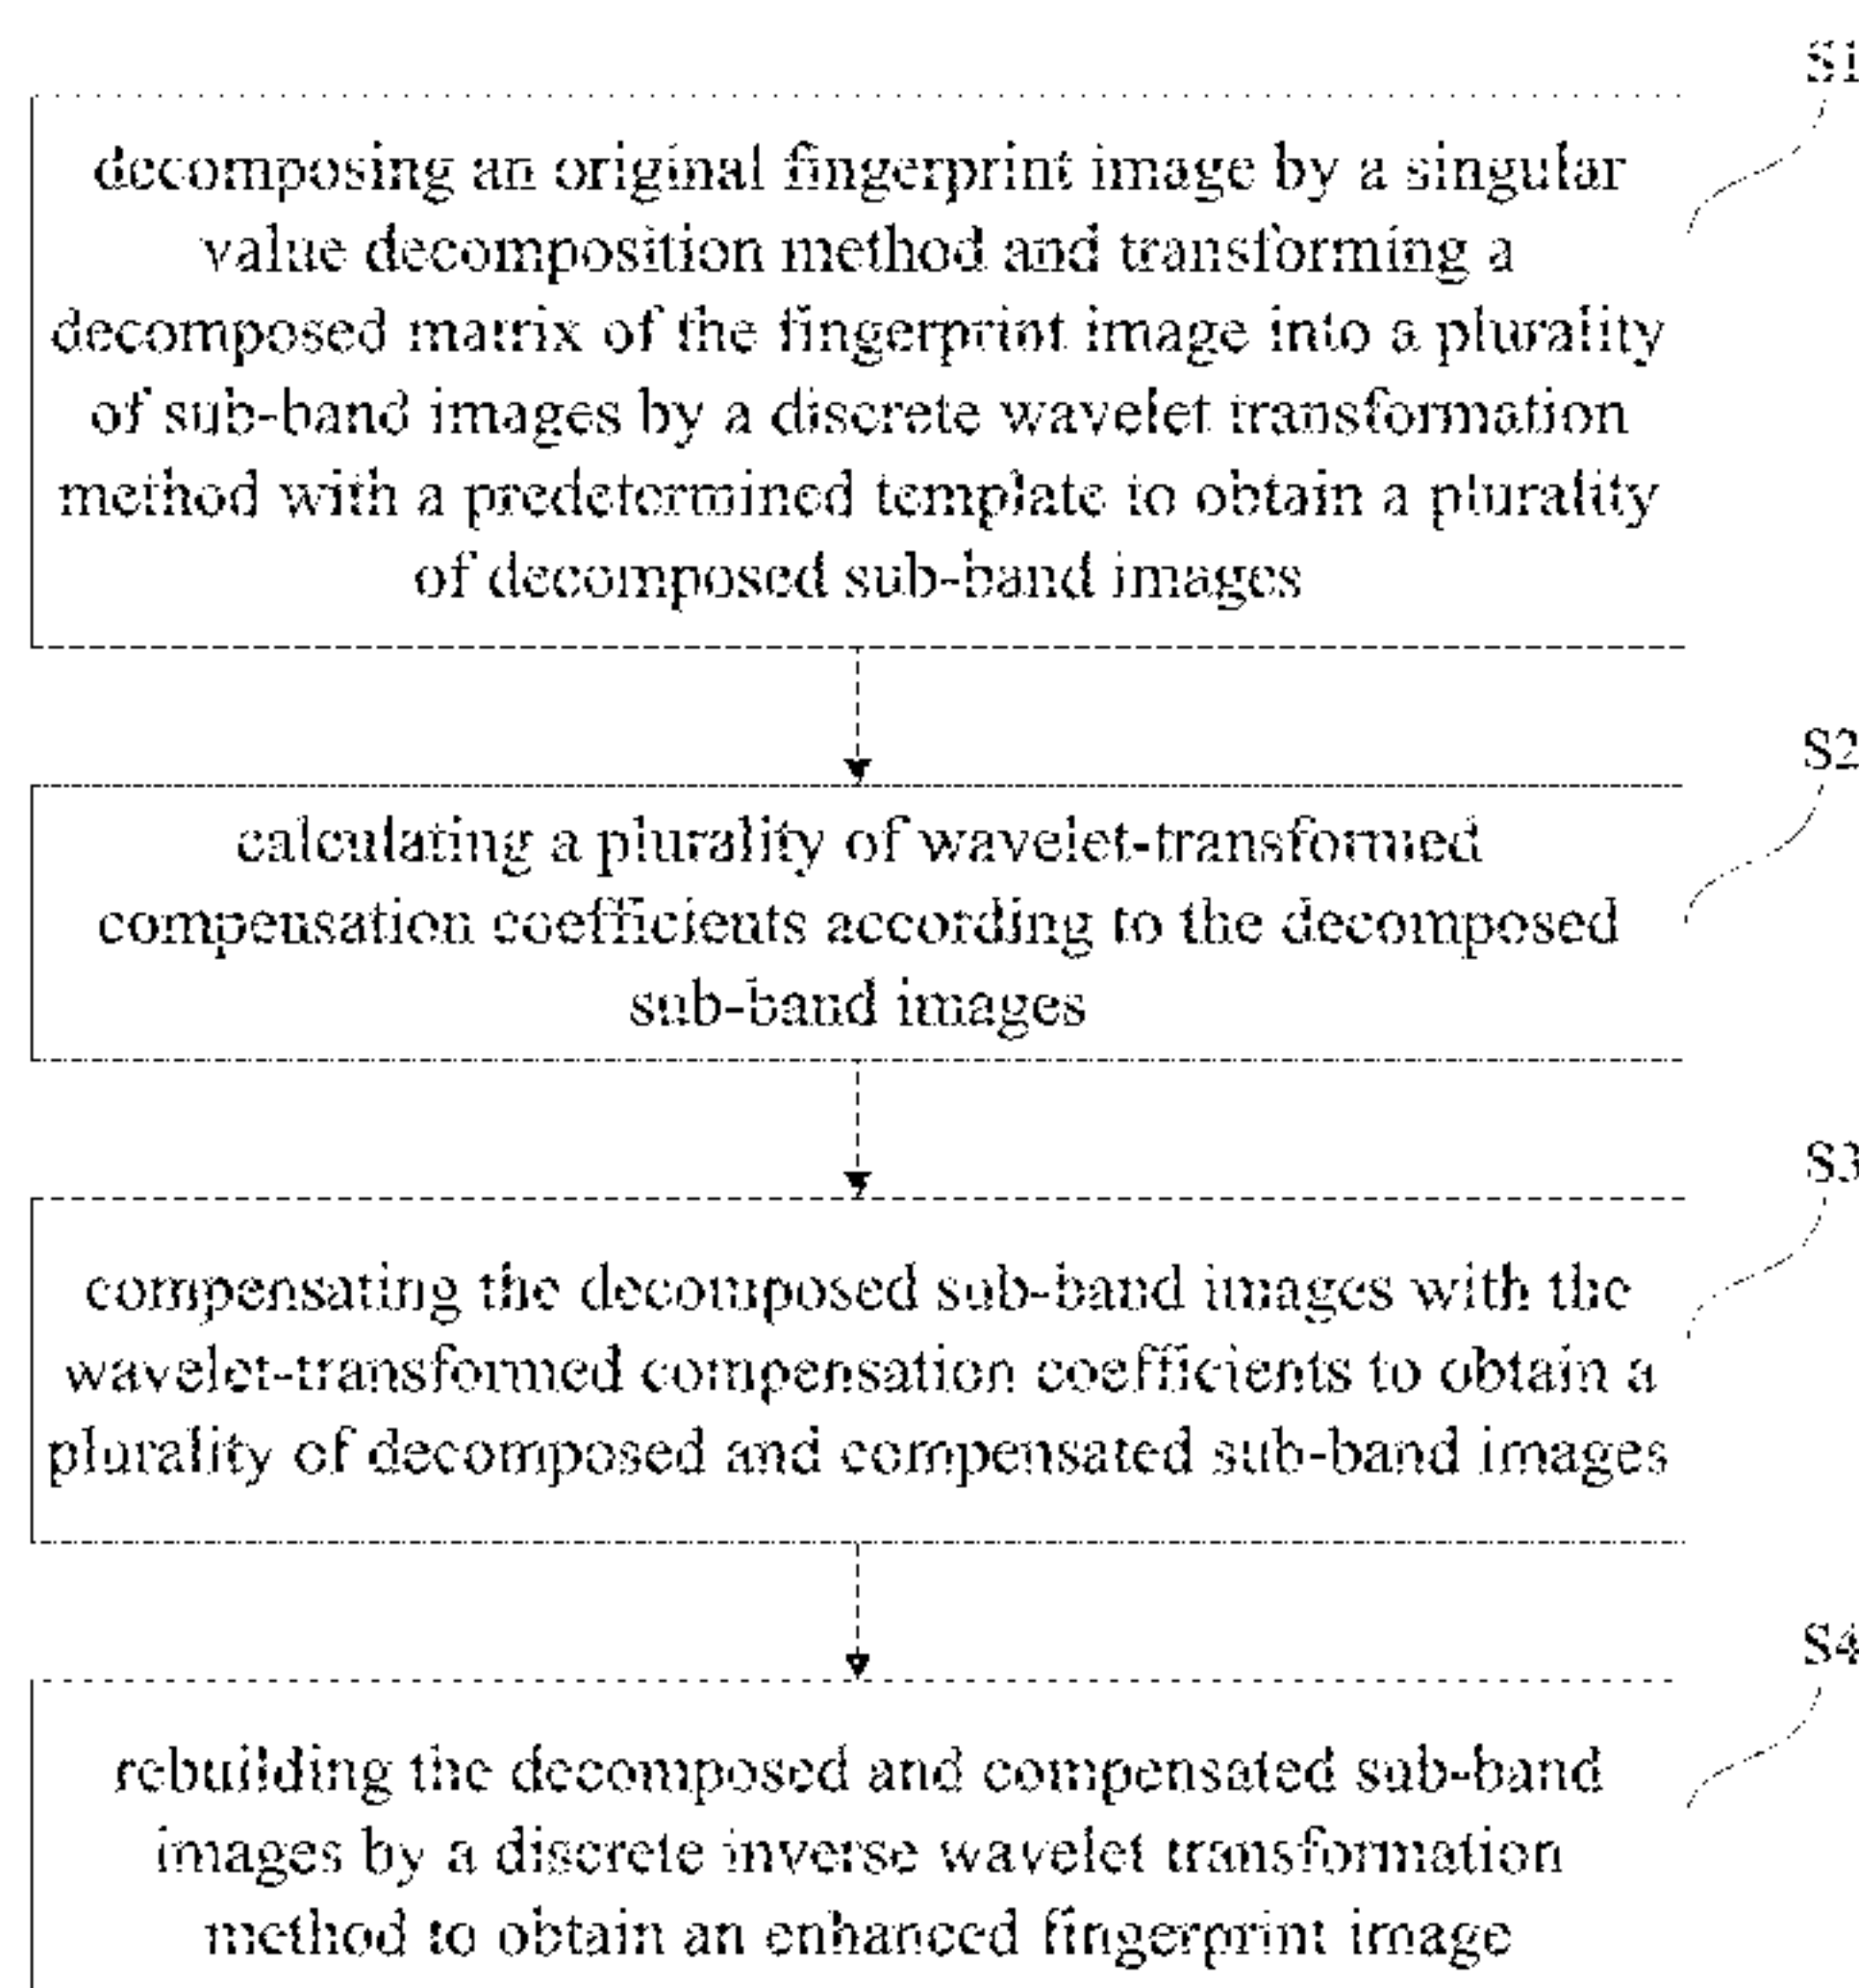 S1
decomposing an original fingerprint image by a singular
value decomposition method and transforming a
decomposed matrix of the fingerprint image into a plurality
of sub-band images by a discrete wavelet transformation
method with a predetermined template to obtain a plurality
of decomposed sub-band images
S2
calculating a plurality of wavelet-transformed
compensation coefficients according to the decomposed
sub-band images
S3
compensating the decomposed sub-band images with the
wavelet-transformed compensation coefficients to obtain a
plurality of decomposed and compensated sub-band images
S4
rebuilding the decomposed and compensated sub-band
images by a discrete inverse wavelet transformation
method to obtain an enhanced fingerprint image